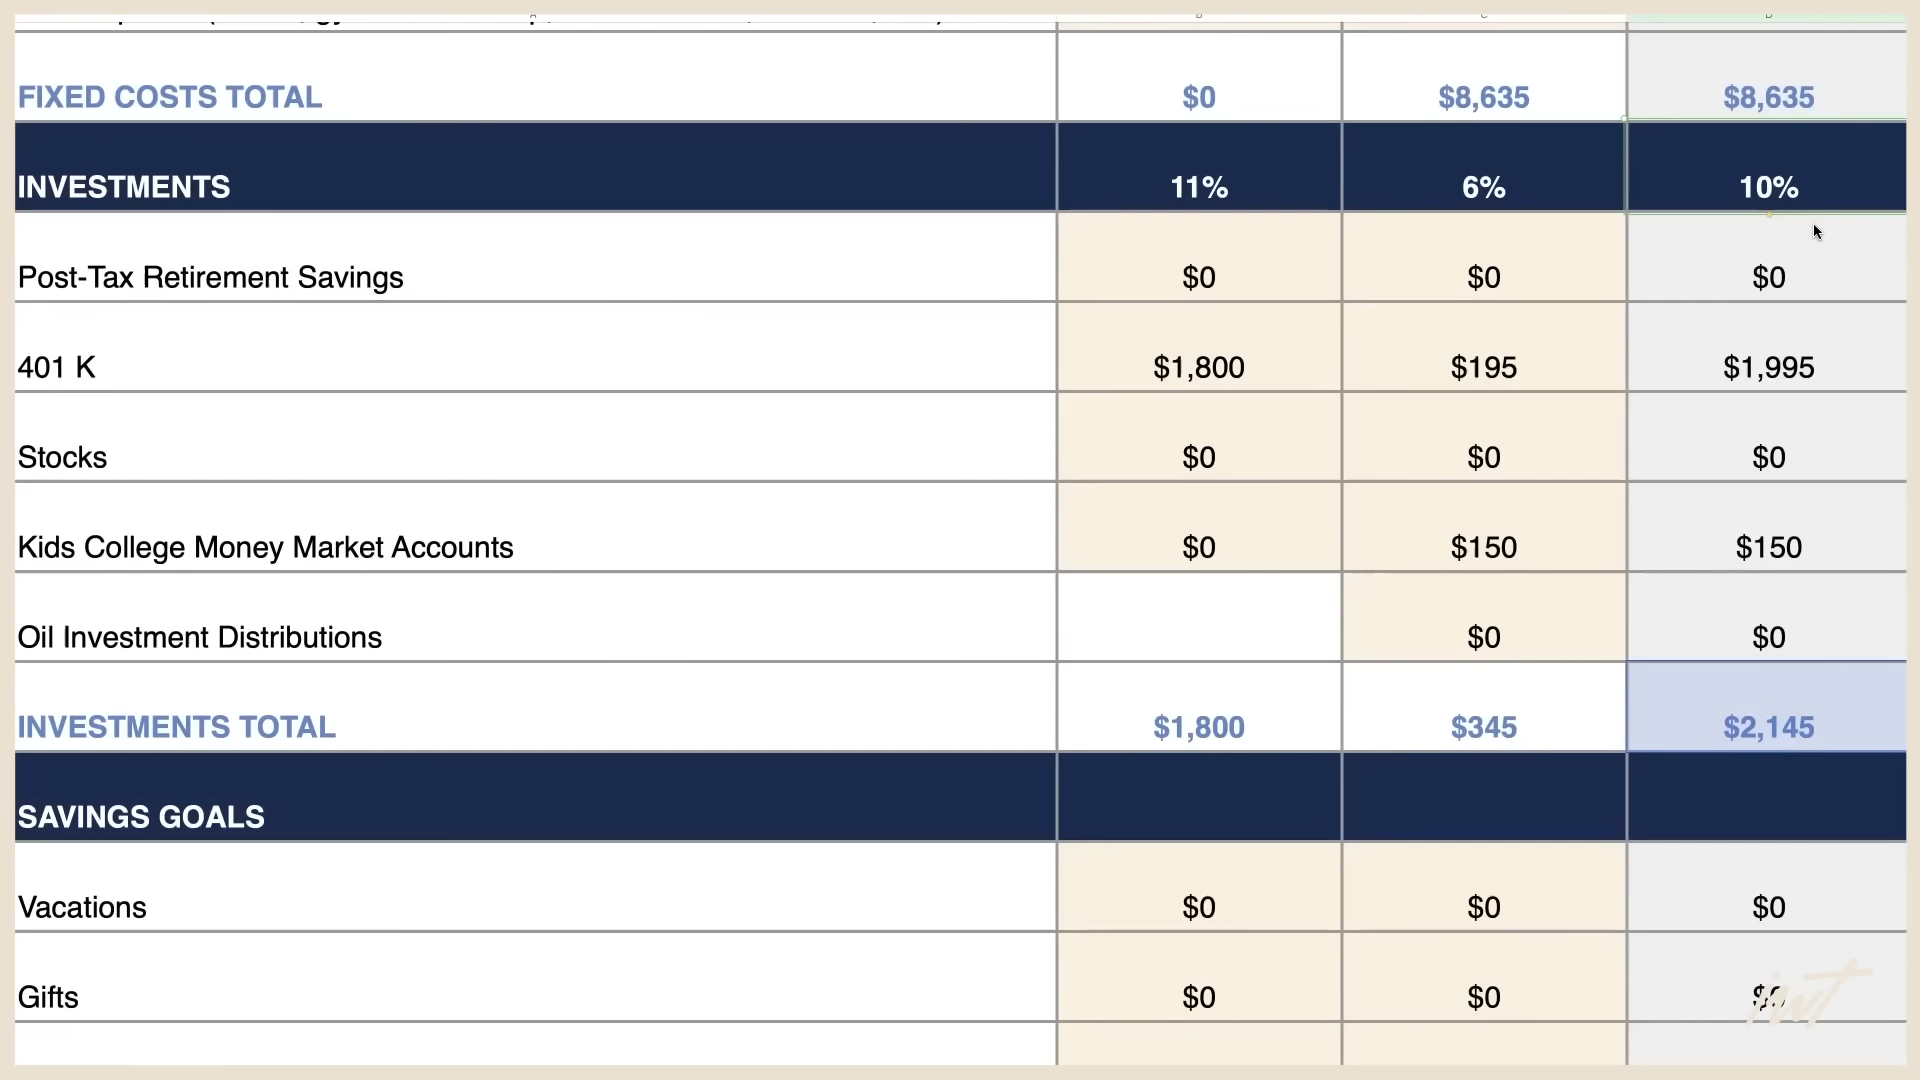 FIXED COSTS TOTAL $0 $8,635 $8,635
INVESTMENTS 11% 6% 10%
Post-Tax Retirement Savings $0 $0 $0
401 K $1,800 $195 $1,995
Stocks $0 $0 $0
Kids College Money Market Accounts $0 $150 $150
Oil Investment Distributions $0 $0
INVESTMENTS TOTAL $1,800 $345 $2,145
SAVINGS GOALS
Vacations $0 $0 $0
Gifts $0 $0 $0
iwt